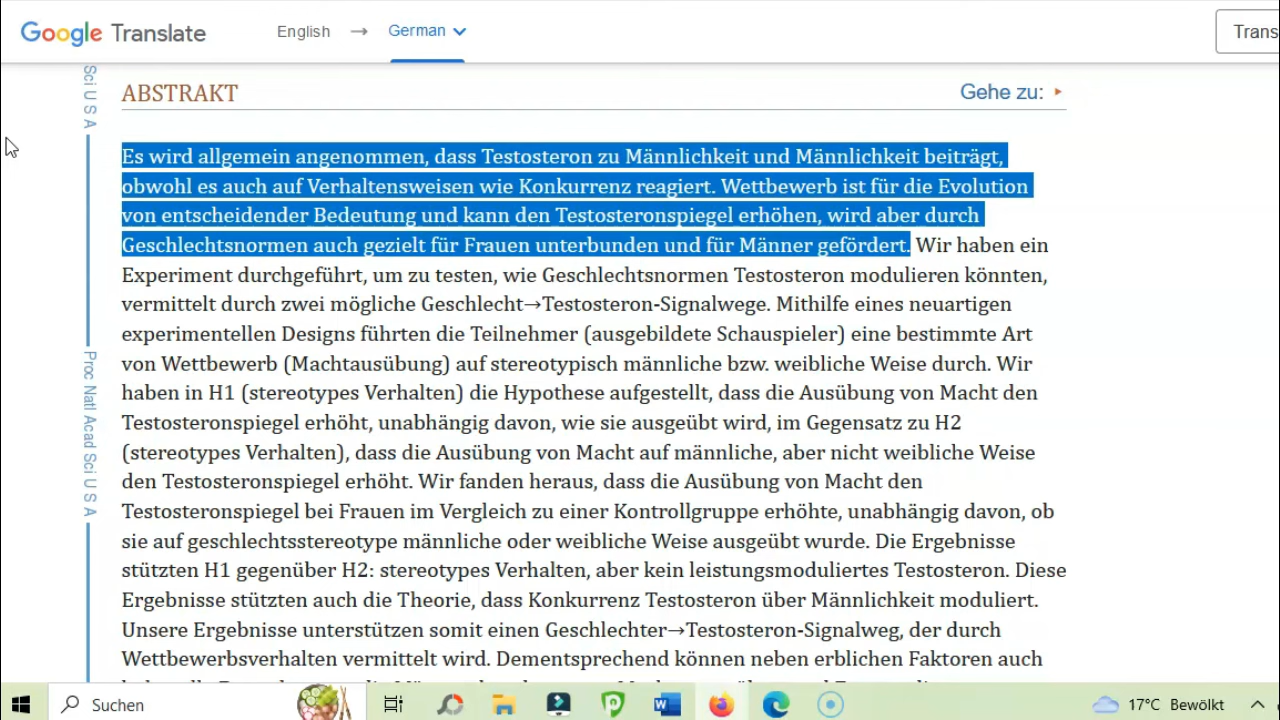 Google Translate
English → German
Trans
ABSTRAKT
Gehe zu:
Sci U S A
Es wird allgemein angenommen, dass Testosteron zu Männlichkeit und Männlichkeit beiträgt,
obwohl es auch auf Verhaltensweisen wie Konkurrenz reagiert. Wettbewerb ist für die Evolution
von entscheidender Bedeutung und kann den Testosteronspiegel erhöhen, wird aber durch
Geschlechtsnormen auch gezielt für Frauen unterbunden und für Männer gefördert. Wir haben ein
Experiment durchgeführt, um zu testen, wie Geschlechtsnormen Testosteron modulieren könnten,
vermittelt durch zwei mögliche Geschlecht→Testosteron-Signalwege. Mithilfe eines neuartigen
experimentellen Designs führten die Teilnehmer (ausgebildete Schauspieler) eine bestimmte Art
von Wettbewerb (Machtausübung) auf stereotypisch männliche bzw. weibliche Weise durch. Wir
haben in H1 (stereotypes Verhalten) die Hypothese aufgestellt, dass die Ausübung von Macht den
Testosteronspiegel erhöht, unabhängig davon, wie sie ausgeübt wird, im Gegensatz zu H2
(stereotypes Verhalten), dass die Ausübung von Macht auf männliche, aber nicht weibliche Weise
den Testosteronspiegel erhöht. Wir fanden heraus, dass die Ausübung von Macht den
Testosteronspiegel bei Frauen im Vergleich zu einer Kontrollgruppe erhöhte, unabhängig davon, ob
sie auf geschlechtsstereotype männliche oder weibliche Weise ausgeübt wurde. Die Ergebnisse
stützten H1 gegenüber H2: stereotypes Verhalten, aber kein leistungsmoduliertes Testosteron. Diese
Ergebnisse stützten auch die Theorie, dass Konkurrenz Testosteron über Männlichkeit moduliert.
Unsere Ergebnisse unterstützen somit einen Geschlechter→Testosteron-Signalweg, der durch
Wettbewerbsverhalten vermittelt wird. Dementsprechend können neben erblichen Faktoren auch
Proc Natl Acad Sci U S A
Suchen
17°C Bewölkt